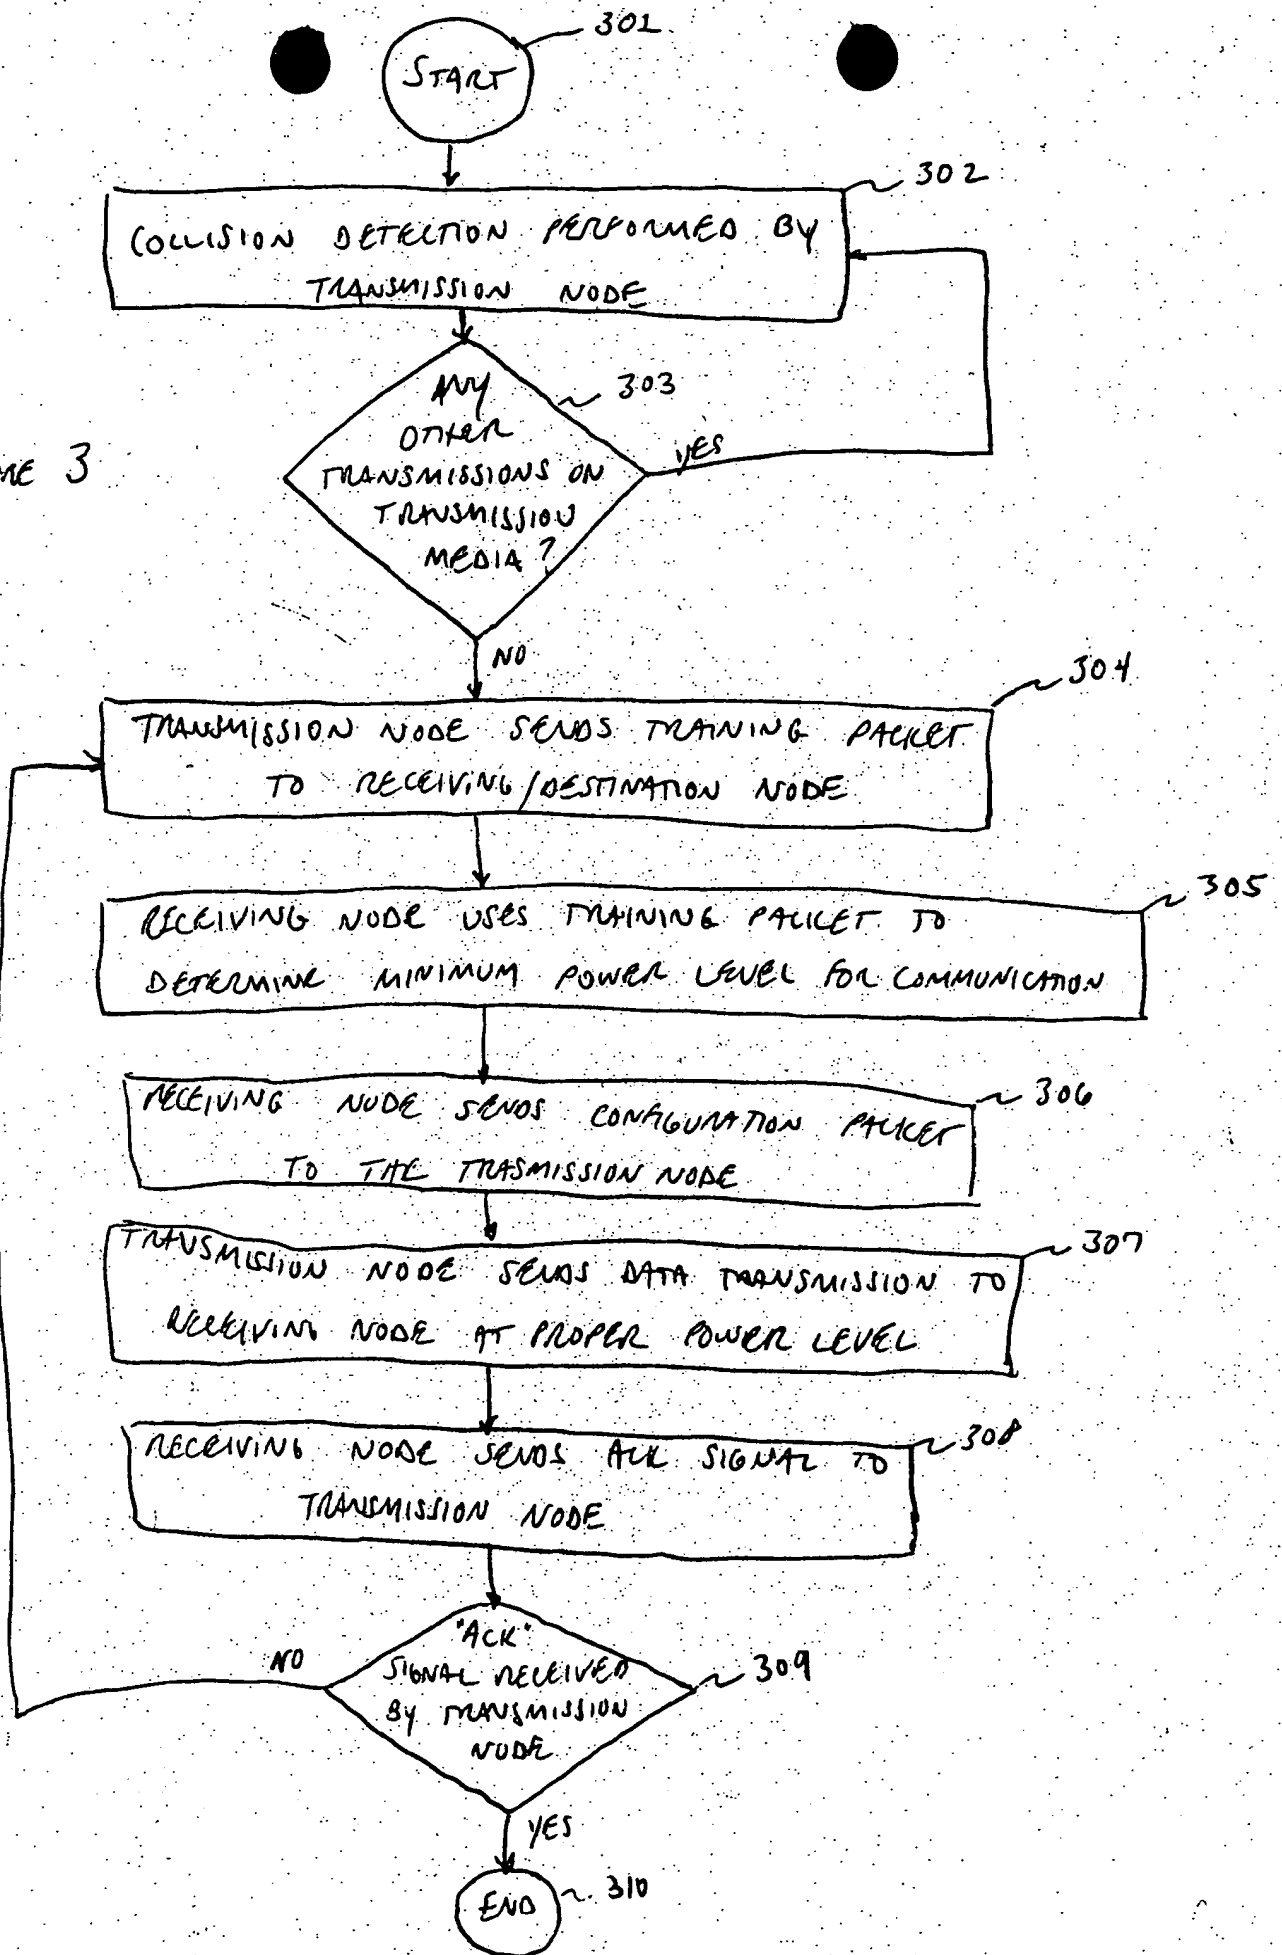 301
START
302
COLLISION DETECTION PERFORMED BY
TRANSMISSION NODE
303
ANY
OTHER
TRANSMISSIONS ON
TRANSMISSION
MEDIA?
YES
3
NO
304
TRANSMISSION NODE SENDS TRAINING PACKET
TO RECEIVING/DESTINATION NODE
305
RECEIVING NODE USES TRAINING PACKET TO
DETERMINE MINIMUM POWER LEVEL FOR COMMUNICATION
306
RECEIVING NODE SENDS CONFIGURATION PACKET
TO THE TRASMISSION NODE
307
TRANSMISSION NODE SENDS DATA TRANSMISSION TO
RECEIVING NODE AT PROPER POWER LEVEL
308
RECEIVING NODE SENDS ACK SIGNAL TO
TRANSMISSION NODE
NO
"ACK"
SIGNAL RECEIVED
BY TRANSMISSION
NODE
309
YES
END
310